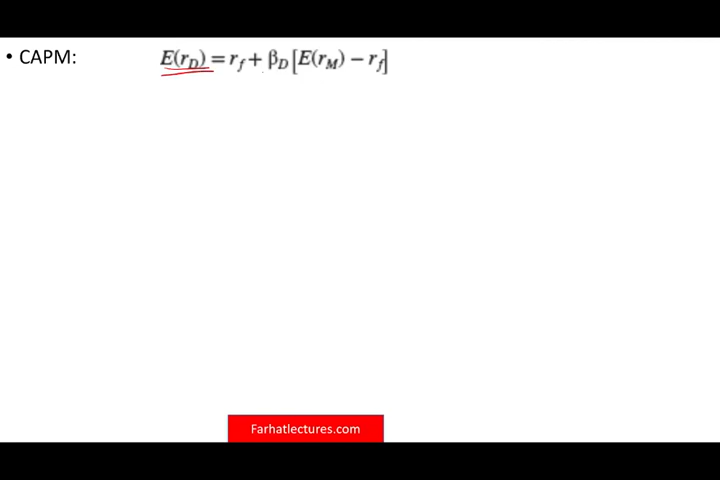 • CAPM: E(r_D) = r_f + β_D [E(r_M) − r_f]
Farhatlectures.com